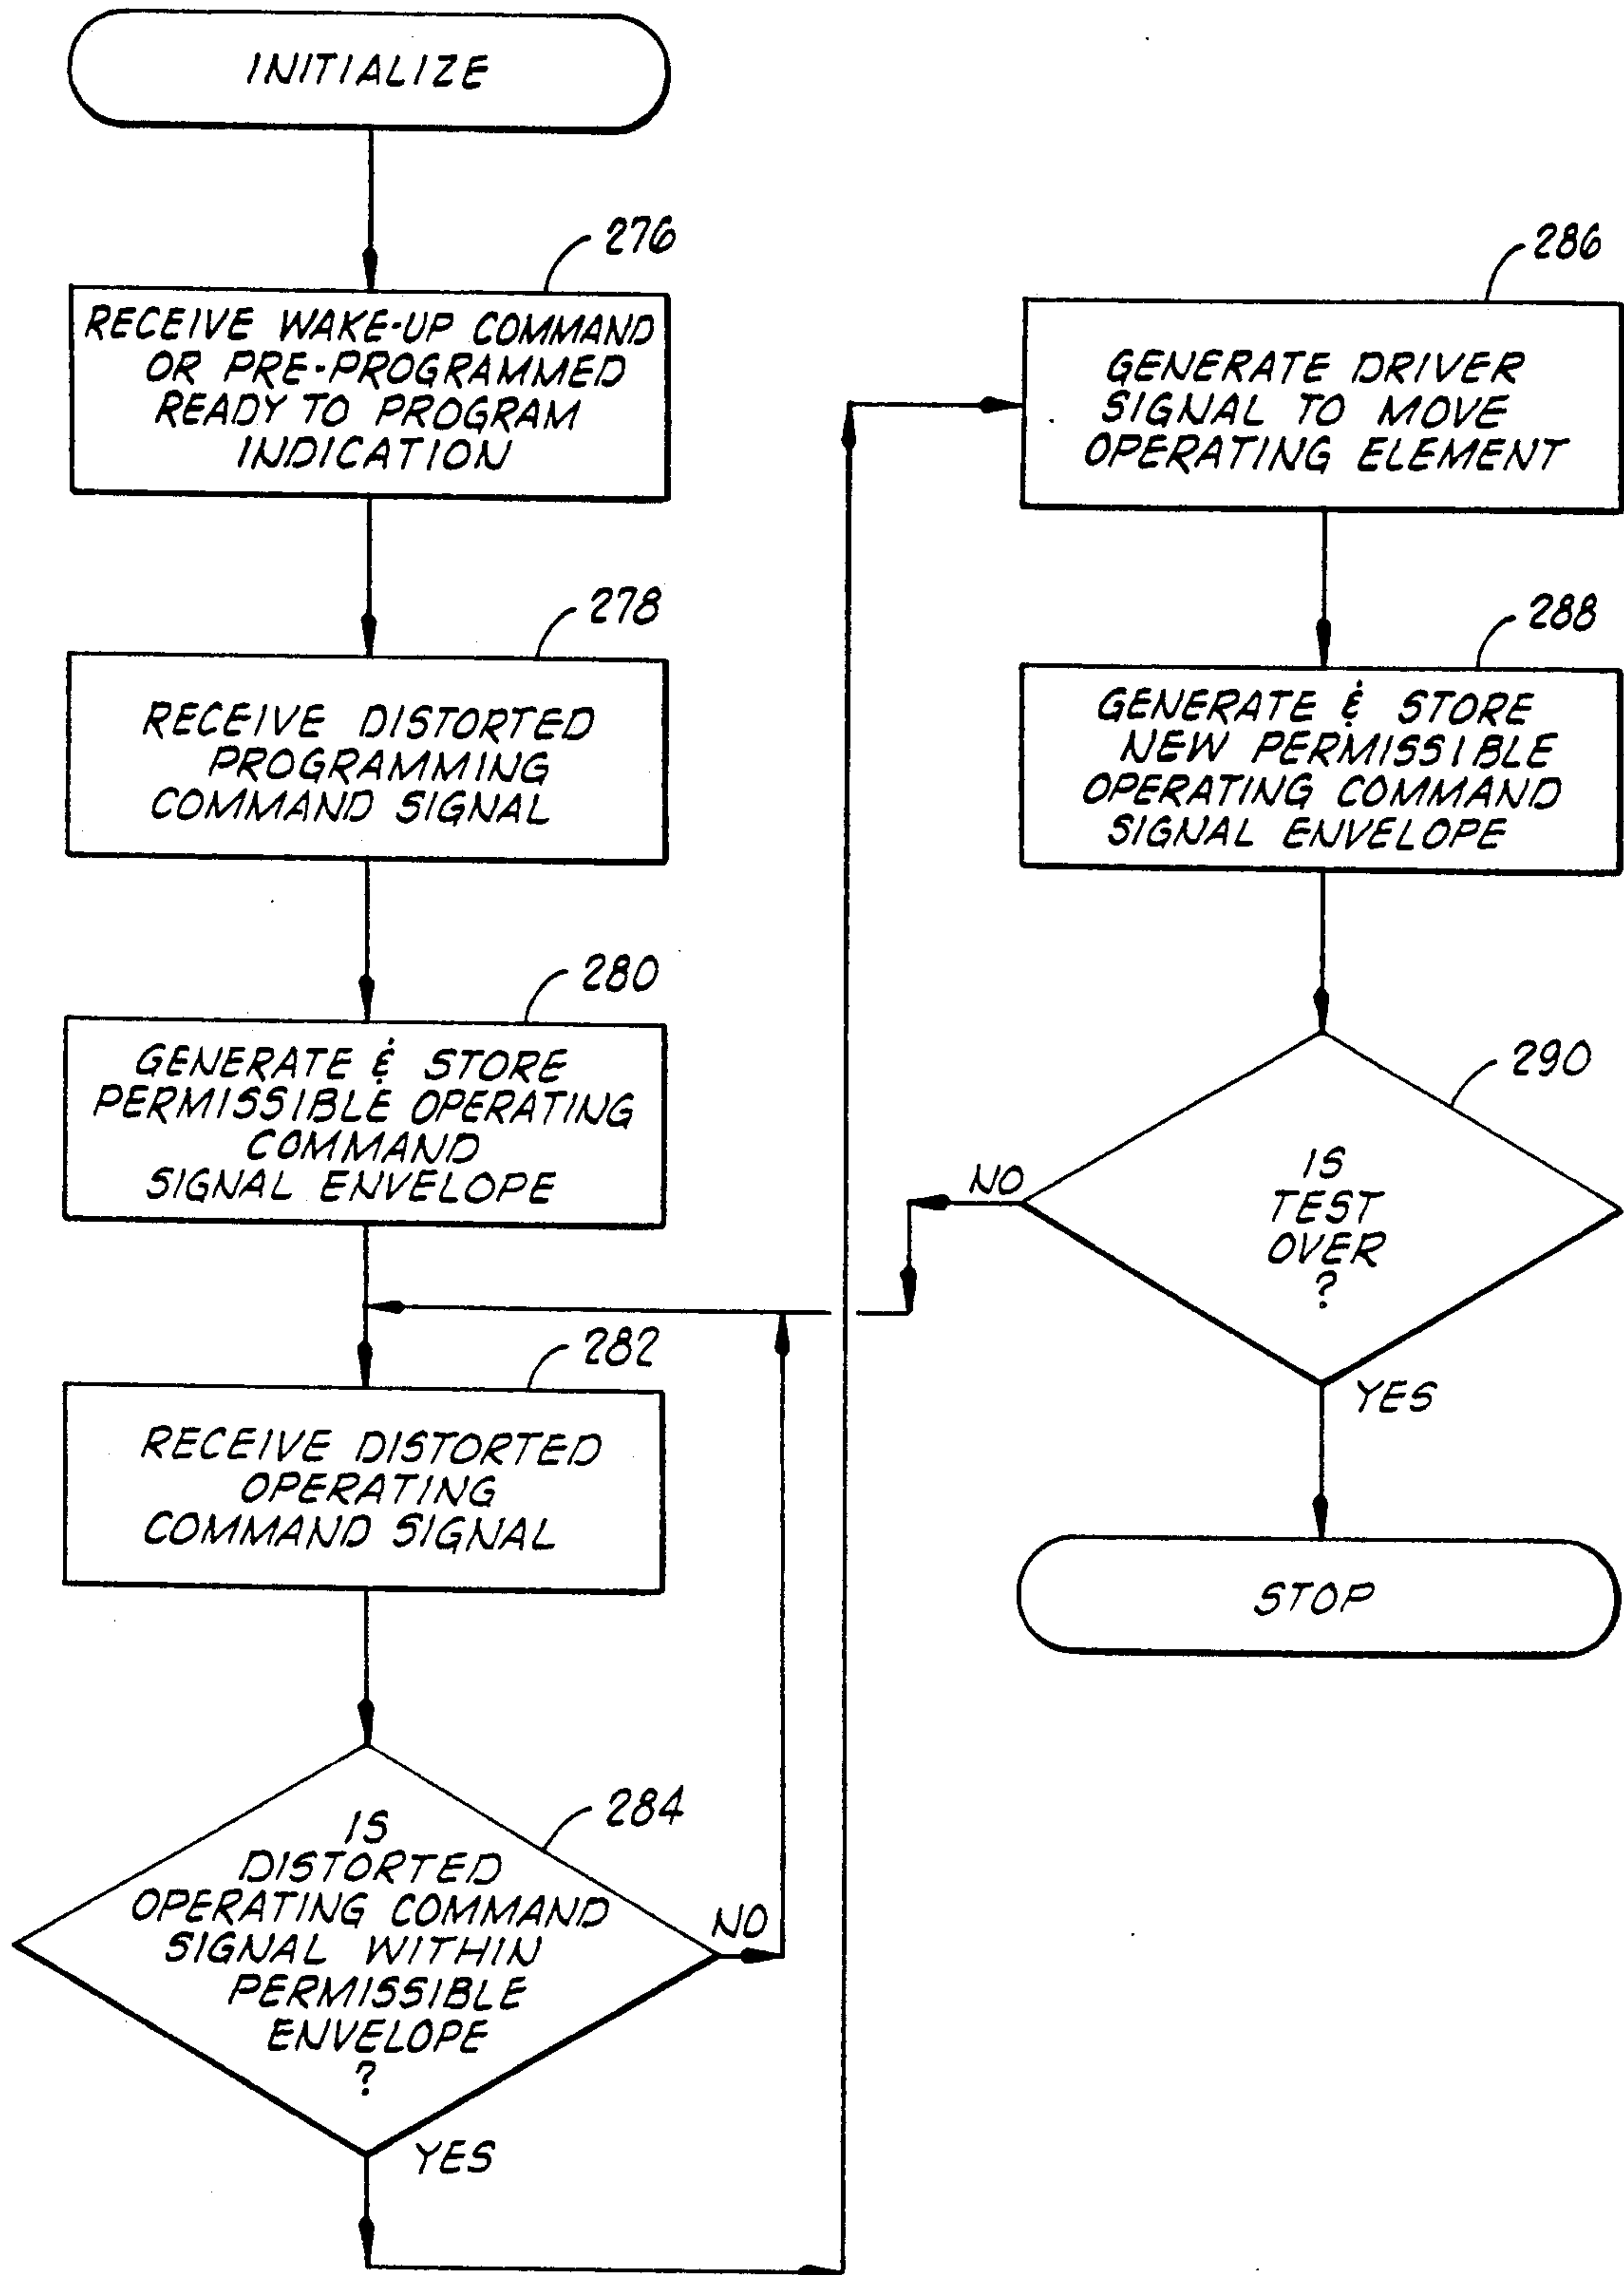 INITIALIZE
276
RECEIVE WAKE-UP COMMAND
OR PRE-PROGRAMMED
READY TO PROGRAM
INDICATION
278
RECEIVE DISTORTED
PROGRAMMING
COMMAND SIGNAL
280
GENERATE & STORE
PERMISSIBLE OPERATING
COMMAND
SIGNAL ENVELOPE
282
RECEIVE DISTORTED
OPERATING
COMMAND SIGNAL
284
IS
DISTORTED
OPERATING COMMAND
SIGNAL WITHIN
PERMISSIBLE
ENVELOPE
?
NO
YES
286
GENERATE DRIVER
SIGNAL TO MOVE
OPERATING ELEMENT
288
GENERATE & STORE
NEW PERMISSIBLE
OPERATING COMMAND
SIGNAL ENVELOPE
290
IS
TEST
OVER
?
NO
YES
STOP